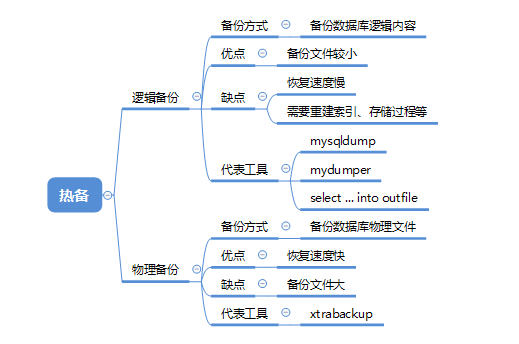 热备
逻辑备份
备份方式
备份数据库逻辑内容
优点
备份文件较小
缺点
恢复速度慢
需要重建索引、存储过程等
代表工具
mysqldump
mydumper
select ... into outfile
物理备份
备份方式
备份数据库物理文件
优点
恢复速度快
缺点
备份文件大
代表工具
xtrabackup